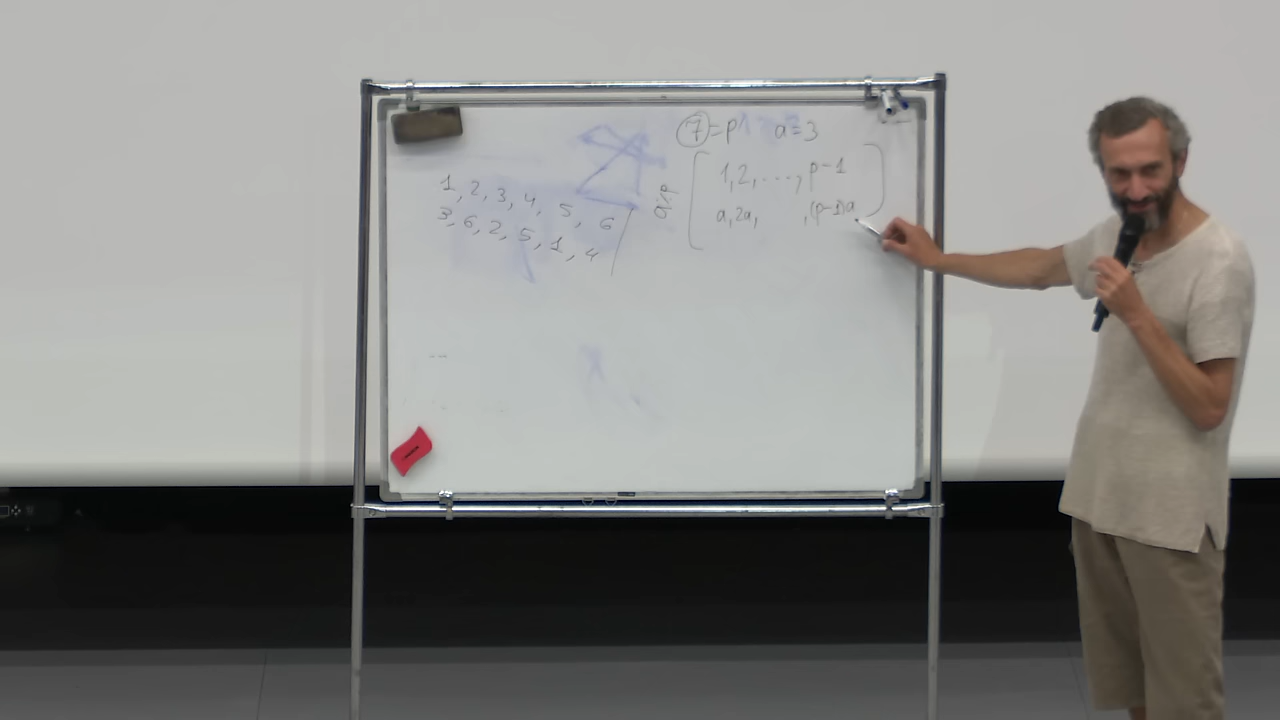 1, 2, 3, 4, 5, 6
3, 6, 2, 5, 1, 4
7 = p a = 3
1, 2, ...., p-1
a, 2a, , (p-1)a